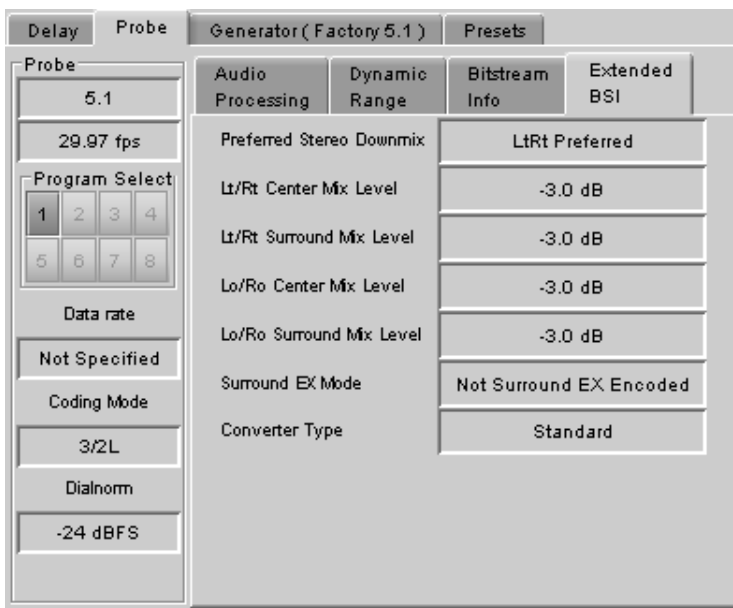 Delay Probe Generator ( Factory 5.1 ) Presets
Probe
5.1
29.97 fps
Program Select
1 2 3 4
5 6 7 8
Data rate
Not Specified
Coding Mode
3/2L
Dialnorm
-24 dBFS
Audio Processing
Dynamic Range
Bitstream Info
Extended BSI
Preferred Stereo Downmix LtRt Preferred
Lt/Rt Center Mix Level -3.0 dB
Lt/Rt Surround Mix Level -3.0 dB
Lo/Ro Center Mix Level -3.0 dB
Lo/Ro Surround Mix Level -3.0 dB
Surround EX Mode Not Surround EX Encoded
Converter Type Standard